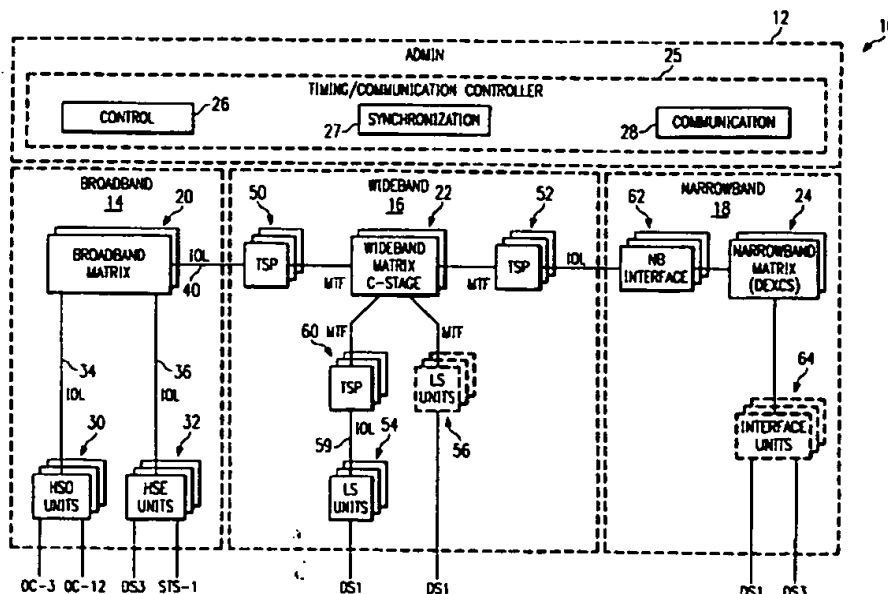 12
ADMIN
25
TIMING/COMMUNICATION CONTROLLER
CONTROL
26
27
SYNCHRONIZATION
28
COMMUNICATION
BROADBAND
14
20
BROADBAND
MATRIX
IOL
40
34
IOL
36
IOL
30
HSO
UNITS
32
HSE
UNITS
OC-3
OC-12
DS3
STS-1
WIDEBAND
16
50
TSP
MTF
22
WIDEBAND
MATRIX
C-STAGE
MTF
52
TSP
IOL
MTF
MTF
60
TSP
LS
UNITS
56
59
IOL
54
LS
UNITS
DS1
DS1
NARROWBAND
18
62
NB
INTERFACE
24
NARROWBAND
MATRIX
(DEXCS)
64
INTERFACE
UNITS
DS1
DS3